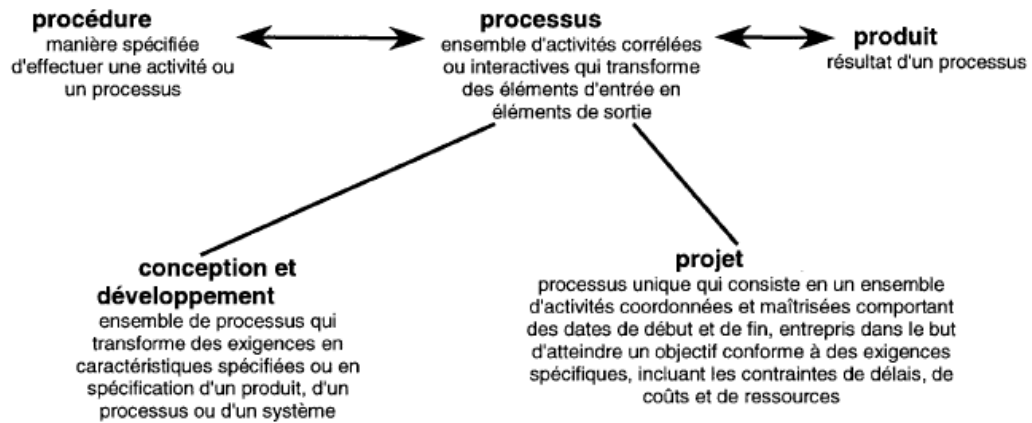 procédure
manière spécifiée
d'effectuer une activité ou
un processus
processus
ensemble d'activités corrélées
ou interactives qui transforme
des éléments d'entrée en
éléments de sortie
produit
résultat d'un processus
conception et
développement
ensemble de processus qui
transforme des exigences en
caractéristiques spécifiées ou en
spécification d'un produit, d'un
processus ou d'un système
projet
processus unique qui consiste en un ensemble
d'activités coordonnées et maîtrisées comportant
des dates de début et de fin, entrepris dans le but
d'atteindre un objectif conforme à des exigences
spécifiques, incluant les contraintes de délais, de
coûts et de ressources